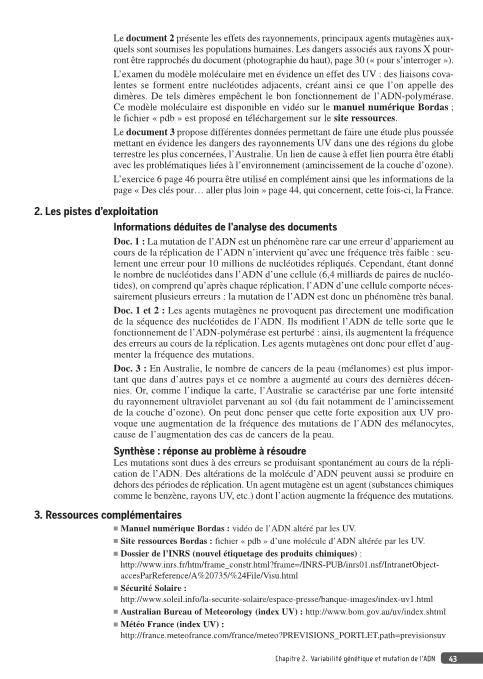 Le document 2 présente les effets des rayonnements, principaux agents mutagènes aux-
quels sont soumises les populations humaines. Les dangers associés aux rayons X pour-
ront être rapprochés du document (photographie du haut), page 30 (« pour s'interroger »).
L'examen du modèle moléculaire met en évidence un effet des UV : des liaisons cova-
lentes se forment entre nucléotides adjacents, créant ainsi ce que l'on appelle des
dimères. De tels dimères empêchent le bon fonctionnement de l'ADN-polymérase.
Ce modèle moléculaire est disponible en vidéo sur le manuel numérique Bordas ;
le fichier « pdb » est proposé en téléchargement sur le site ressources.
Le document 3 propose différentes données permettant de faire une étude plus poussée
mettant en évidence les dangers des rayonnements UV dans une des régions du globe
terrestre les plus concernées, l'Australie. Un lien de cause à effet lien pourra être établi
avec les problématiques liées à l'environnement (amincissement de la couche d'ozone).
L'exercice 6 page 46 pourra être utilisé en complément ainsi que les informations de la
page « Des clés pour… aller plus loin » page 44, qui concernent, cette fois-ci, la France.
2. Les pistes d'exploitation
Informations déduites de l'analyse des documents
Doc. 1 : La mutation de l'ADN est un phénomène rare car une erreur d'appariement au
cours de la réplication de l'ADN n'intervient qu'avec une fréquence très faible : seu-
lement une erreur pour 10 millions de nucléotides répliqués. Cependant, étant donné
le nombre de nucléotides dans l'ADN d'une cellule (6,4 milliards de paires de nucléo-
tides), on comprend qu'après chaque réplication, l'ADN d'une cellule comporte néces-
sairement plusieurs erreurs : la mutation de l'ADN est donc un phénomène très banal.
Doc. 1 et 2 : Les agents mutagènes ne provoquent pas directement une modification
de la séquence des nucléotides de l'ADN. Ils modifient l'ADN de telle sorte que le
fonctionnement de l'ADN-polymérase est perturbé : ainsi, ils augmentent la fréquence
des erreurs au cours de la réplication. Les agents mutagènes ont donc pour effet d'aug-
menter la fréquence des mutations.
Doc. 3 : En Australie, le nombre de cancers de la peau (mélanomes) est plus impor-
tant que dans d'autres pays et ce nombre a augmenté au cours des dernières décen-
nies. Or, comme l'indique la carte, l'Australie se caractérise par une forte intensité
du rayonnement ultraviolet parvenant au sol (du fait notamment de l'amincissement
de la couche d'ozone). On peut donc penser que cette forte exposition aux UV pro-
voque une augmentation de la fréquence des mutations de l'ADN des mélanocytes,
cause de l'augmentation des cas de cancers de la peau.
Synthèse : réponse au problème à résoudre
Les mutations sont dues à des erreurs se produisant spontanément au cours de la répli-
cation de l'ADN. Des altérations de la molécule d'ADN peuvent aussi se produire en
dehors des périodes de réplication. Un agent mutagène est un agent (substances chimiques
comme le benzène, rayons UV, etc.) dont l'action augmente la fréquence des mutations.
3. Ressources complémentaires
■ Manuel numérique Bordas : vidéo de l'ADN altéré par les UV.
■ Site ressources Bordas : fichier « pdb » d'une molécule d'ADN altérée par les UV.
■ Dossier de l'INRS (nouvel étiquetage des produits chimiques) :
http://www.inrs.fr/htm/frame_constr.html?frame=/INRS-PUB/inrs01.nsf/IntranetObject-
accesParReference/A%20735/%24File/Visu.html
■ Sécurité Solaire :
http://www.soleil.info/la-securite-solaire/espace-presse/banque-images/index-uv1.html
■ Australian Bureau of Meteorology (index UV) : http://www.bom.gov.au/uv/index.shtml
■ Météo France (index UV) :
http://france.meteofrance.com/france/meteo?PREVISIONS_PORTLET.path=previsionsuv
Chapitre 2. Variabilité génétique et mutation de l'ADN 43